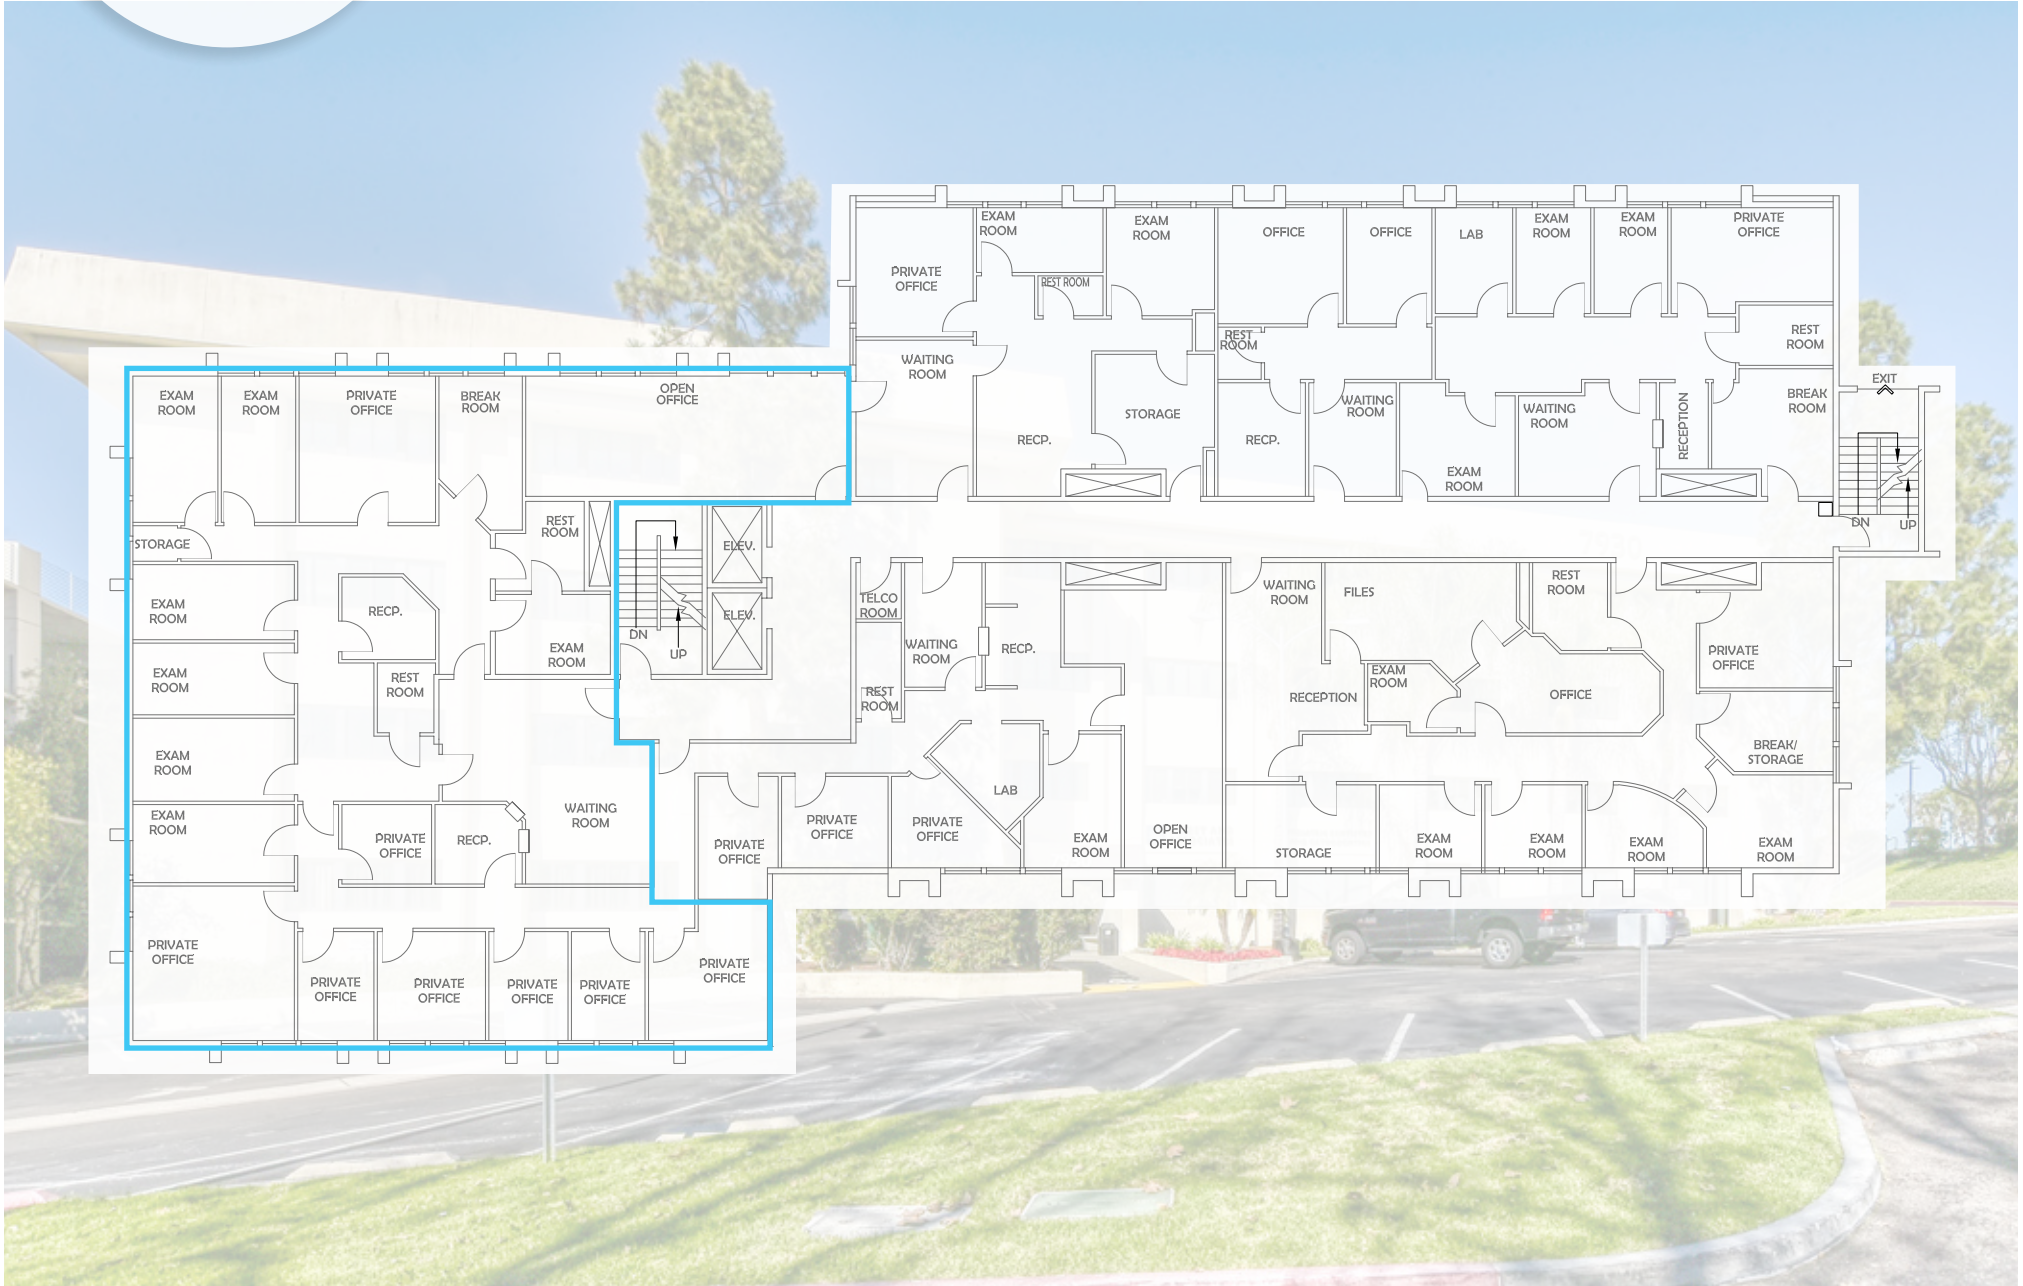 EXAM
ROOM
EXAM
ROOM
PRIVATE
OFFICE
BREAK
ROOM
OPEN
OFFICE
STORAGE
REST
ROOM
EXAM
ROOM
RECP.
EXAM
ROOM
EXAM
ROOM
REST
ROOM
EXAM
ROOM
EXAM
ROOM
PRIVATE
OFFICE
RECP.
WAITING
ROOM
PRIVATE
OFFICE
PRIVATE
OFFICE
PRIVATE
OFFICE
PRIVATE
OFFICE
PRIVATE
OFFICE
PRIVATE
OFFICE
ELEV.
ELEV.
DN
UP
PRIVATE
OFFICE
EXAM
ROOM
REST ROOM
EXAM
ROOM
OFFICE
OFFICE
LAB
EXAM
ROOM
EXAM
ROOM
PRIVATE
OFFICE
WAITING
ROOM
RECP.
STORAGE
REST
ROOM
RECP.
WAITING
ROOM
EXAM
ROOM
WAITING
ROOM
RECEPTION
REST
ROOM
BREAK
ROOM
EXIT
DN
UP
TELCO
ROOM
WAITING
ROOM
RECP.
REST
ROOM
WAITING
ROOM
FILES
REST
ROOM
PRIVATE
OFFICE
RECEPTION
EXAM
ROOM
OFFICE
BREAK/
STORAGE
PRIVATE
OFFICE
PRIVATE
OFFICE
PRIVATE
OFFICE
LAB
EXAM
ROOM
OPEN
OFFICE
STORAGE
EXAM
ROOM
EXAM
ROOM
EXAM
ROOM
EXAM
ROOM